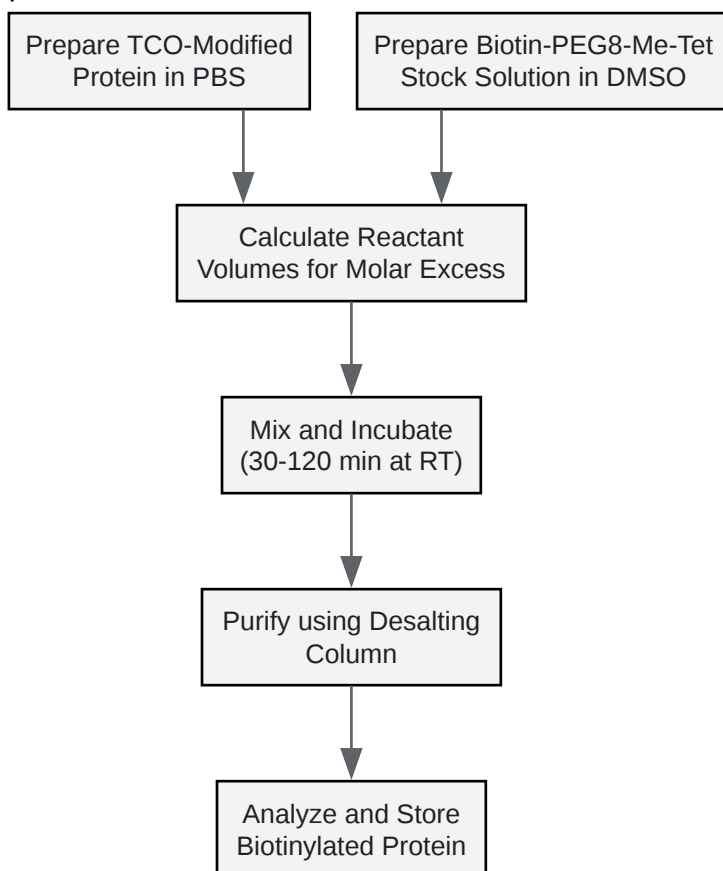 Prepare TCO-Modified
Protein in PBS
Prepare Biotin-PEG8-Me-Tet
Stock Solution in DMSO
Calculate Reactant
Volumes for Molar Excess
Mix and Incubate
(30-120 min at RT)
Purify using Desalting
Column
Analyze and Store
Biotinylated Protein